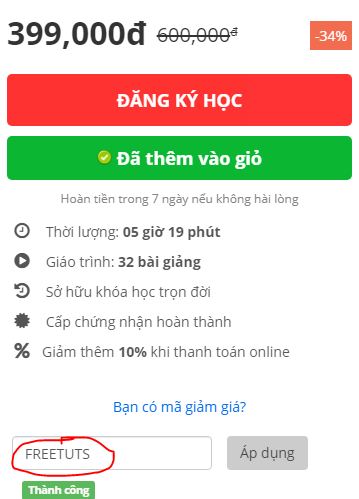 399,000đ 600,000đ -34%
ĐĂNG KÝ HỌC
Đã thêm vào giỏ
Hoàn tiền trong 7 ngày nếu không hài lòng
Thời lượng: 05 giờ 19 phút
Giáo trình: 32 bài giảng
Sở hữu khóa học trọn đời
Cấp chứng nhận hoàn thành
Giảm thêm 10% khi thanh toán online
Bạn có mã giảm giá?
FREETUTS Áp dụng
Thành công